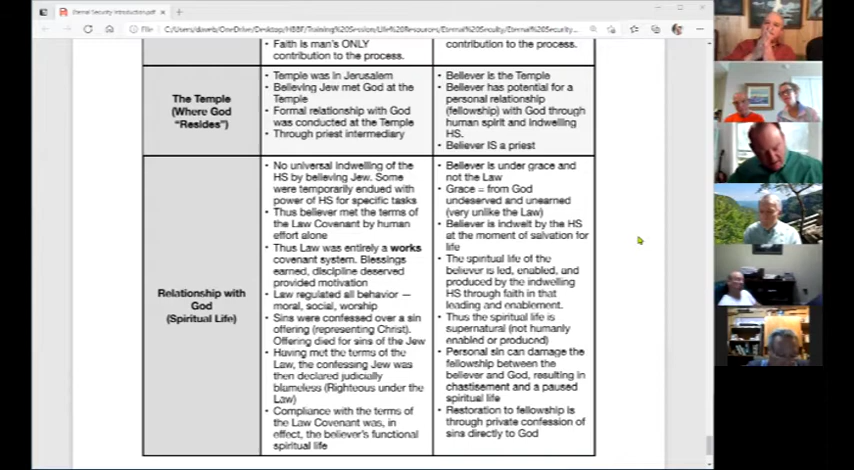 Eternal Security Introduction.pdf
File
Faith is man's ONLY
contribution to the process.
contribution to the process.
The Temple
(Where God
"Resides")
• Temple was in Jerusalem
• Believing Jew met God at the
Temple
• Formal relationship with God
was conducted at the Temple
• Through priest intermediary
• Believer is the Temple
• Believer has potential for a
personal relationship
(fellowship) with God through
human spirit and indwelling
HS.
• Believer IS a priest
Relationship with
God
(Spiritual Life)
• No universal indwelling of the
HS by believing Jew. Some
were temporarily endued with
power of HS for specific tasks
• Thus believer met the terms of
the Law Covenant by human
effort alone
• Thus Law was entirely a works
covenant system. Blessings
earned, discipline deserved
provided motivation
• Law regulated all behavior —
moral, social, worship
• Sins were confessed over a sin
offering (representing Christ).
Offering died for sins of the Jew
• Having met the terms of the
Law, the confessing Jew was
then declared judicially
blameless (Righteous under the
Law)
• Compliance with the terms of
the Law Covenant was, in
effect, the believer's functional
spiritual life
• Believer is under grace and
not the Law
• Grace = from God
undeserved and unearned
(very unlike the Law)
• Believer is indwelt by the HS
at the moment of salvation for
life
• The spiritual life of the
believer is led, enabled, and
produced by the indwelling
HS through faith in that
leading and enablement.
• Thus the spiritual life is
supernatural (not humanly
enabled or produced)
• Personal sin can damage the
fellowship between the
believer and God, resulting in
chastisement and a paused
spiritual life
• Restoration to fellowship is
through private confession of
sins directly to God